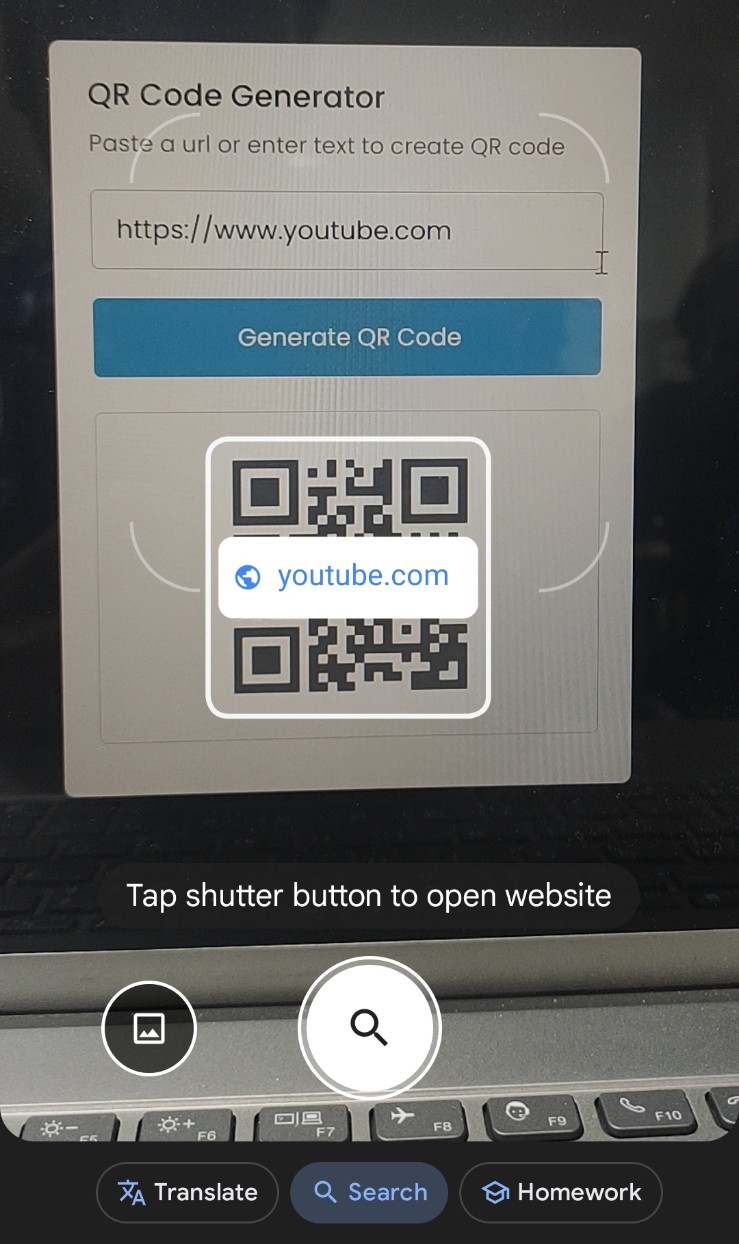 QR Code Generator
Paste a url or enter text to create QR code
https://www.youtube.com
Generate QR Code
youtube.com
Tap shutter button to open website
F5 F6 F7 F8 F9 F10
Translate Search Homework